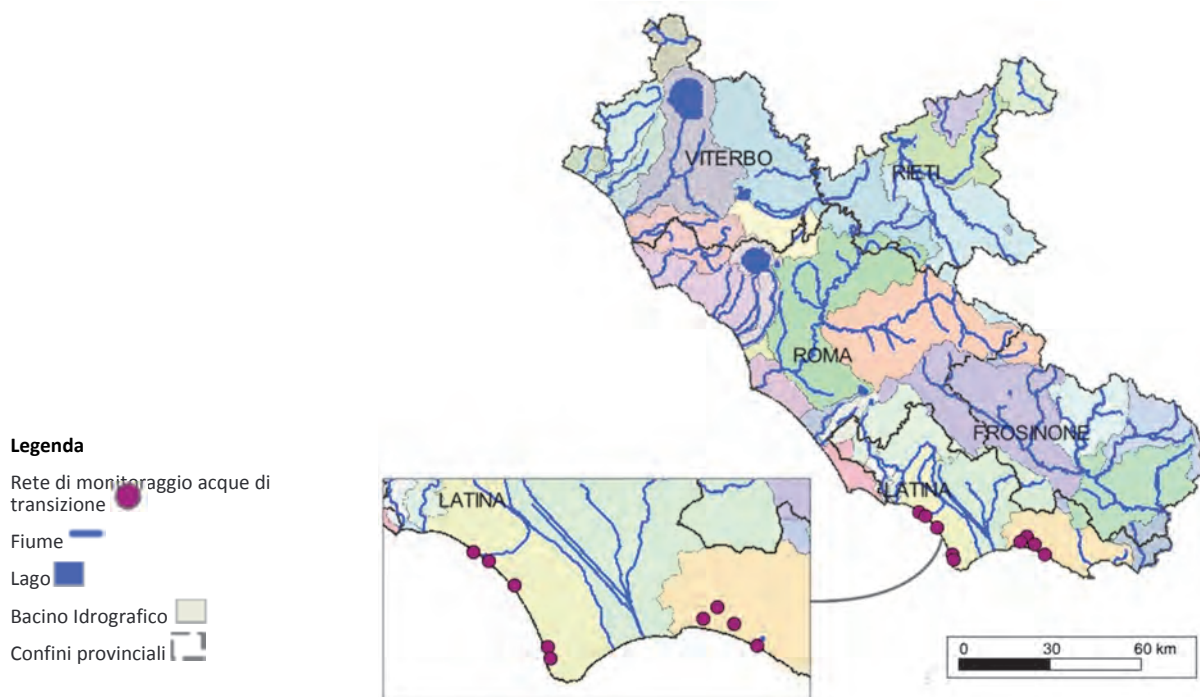 VITERBO
RIETI
ROMA
FROSINONE
LATINA
LATINA
Legenda
Rete di monitoraggio acque di
transizione
Fiume
Lago
Bacino Idrografico
Confini provinciali
0 30 60 km